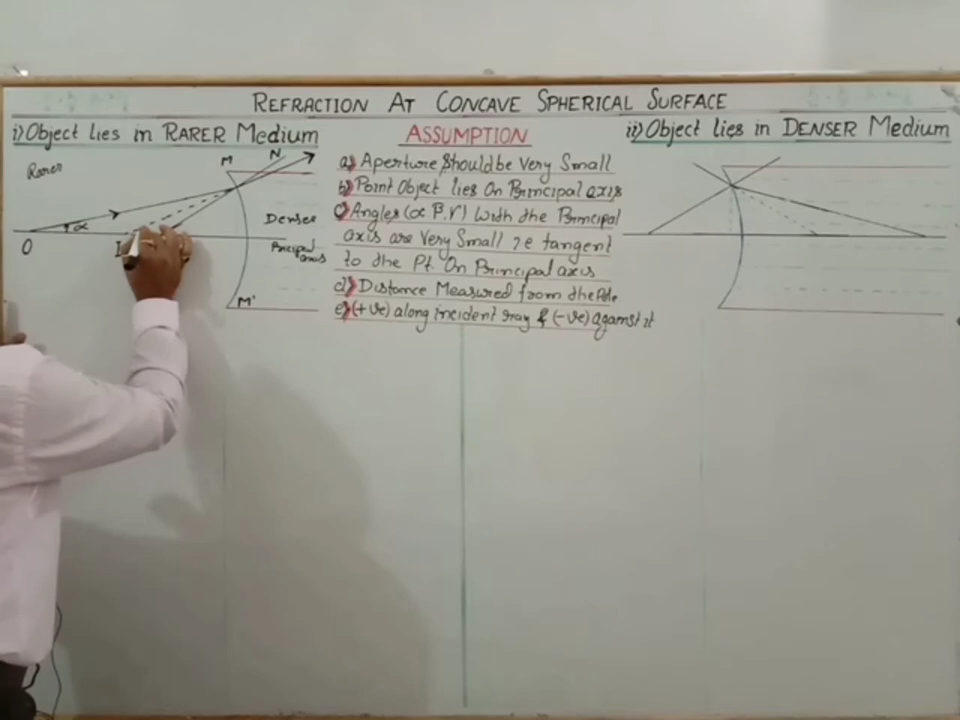 REFRACTION AT CONCAVE SPHERICAL SURFACE
i) Object lies in RARER Medium
Rarer
M
N
α
O
I
Denser
Principal axis
M'
ASSUMPTION
a) Aperture Should be Very Small
b) Point Object lies On Principal axis
c) Angles (α β, γ) with the Principal
axis are Very Small ie tangent
to the Pt. On Principal axis
d) Distance Measured from the Pole
e) (+ve) along incident ray & (-ve) against it
ii) Object lies in DENSER Medium